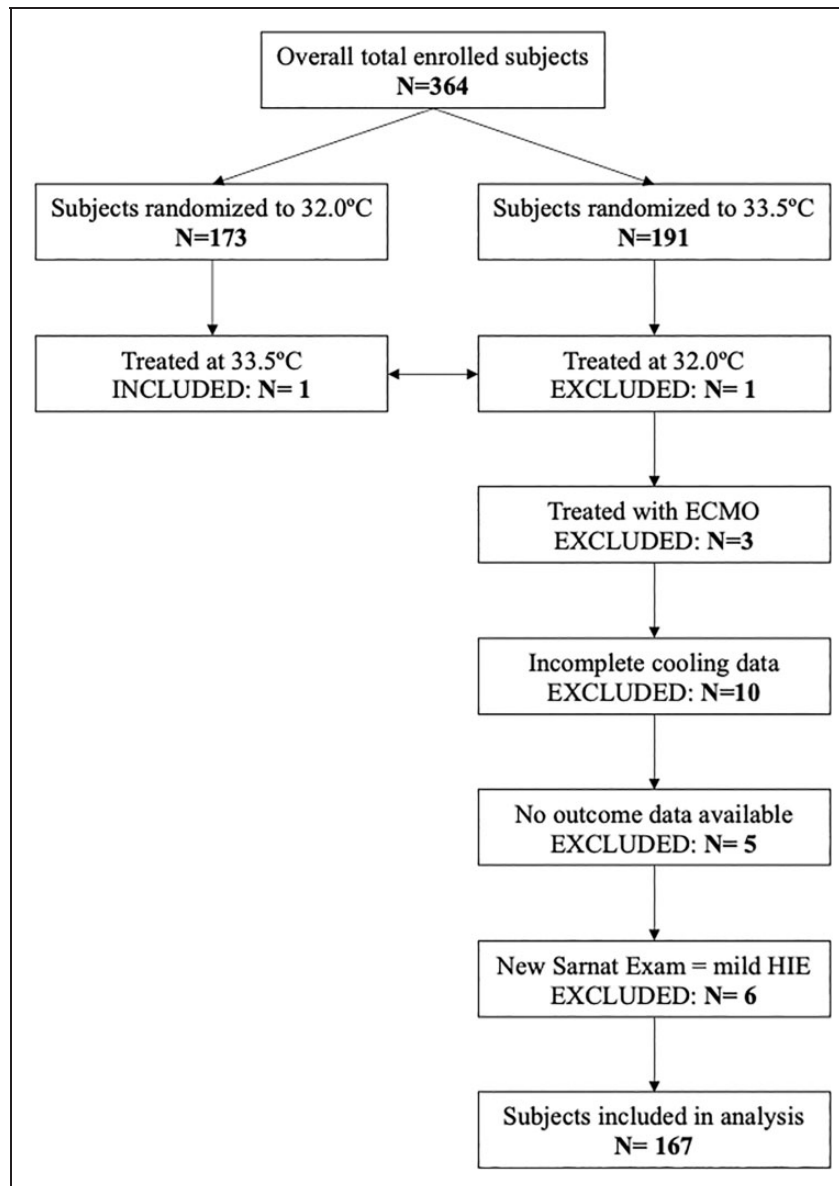 Overall total enrolled subjects
N=364
Subjects randomized to 32.0ºC
N=173
Subjects randomized to 33.5ºC
N=191
Treated at 33.5ºC
INCLUDED: N= 1
Treated at 32.0ºC
EXCLUDED: N= 1
Treated with ECMO
EXCLUDED: N=3
Incomplete cooling data
EXCLUDED: N=10
No outcome data available
EXCLUDED: N= 5
New Sarnat Exam = mild HIE
EXCLUDED: N= 6
Subjects included in analysis
N= 167